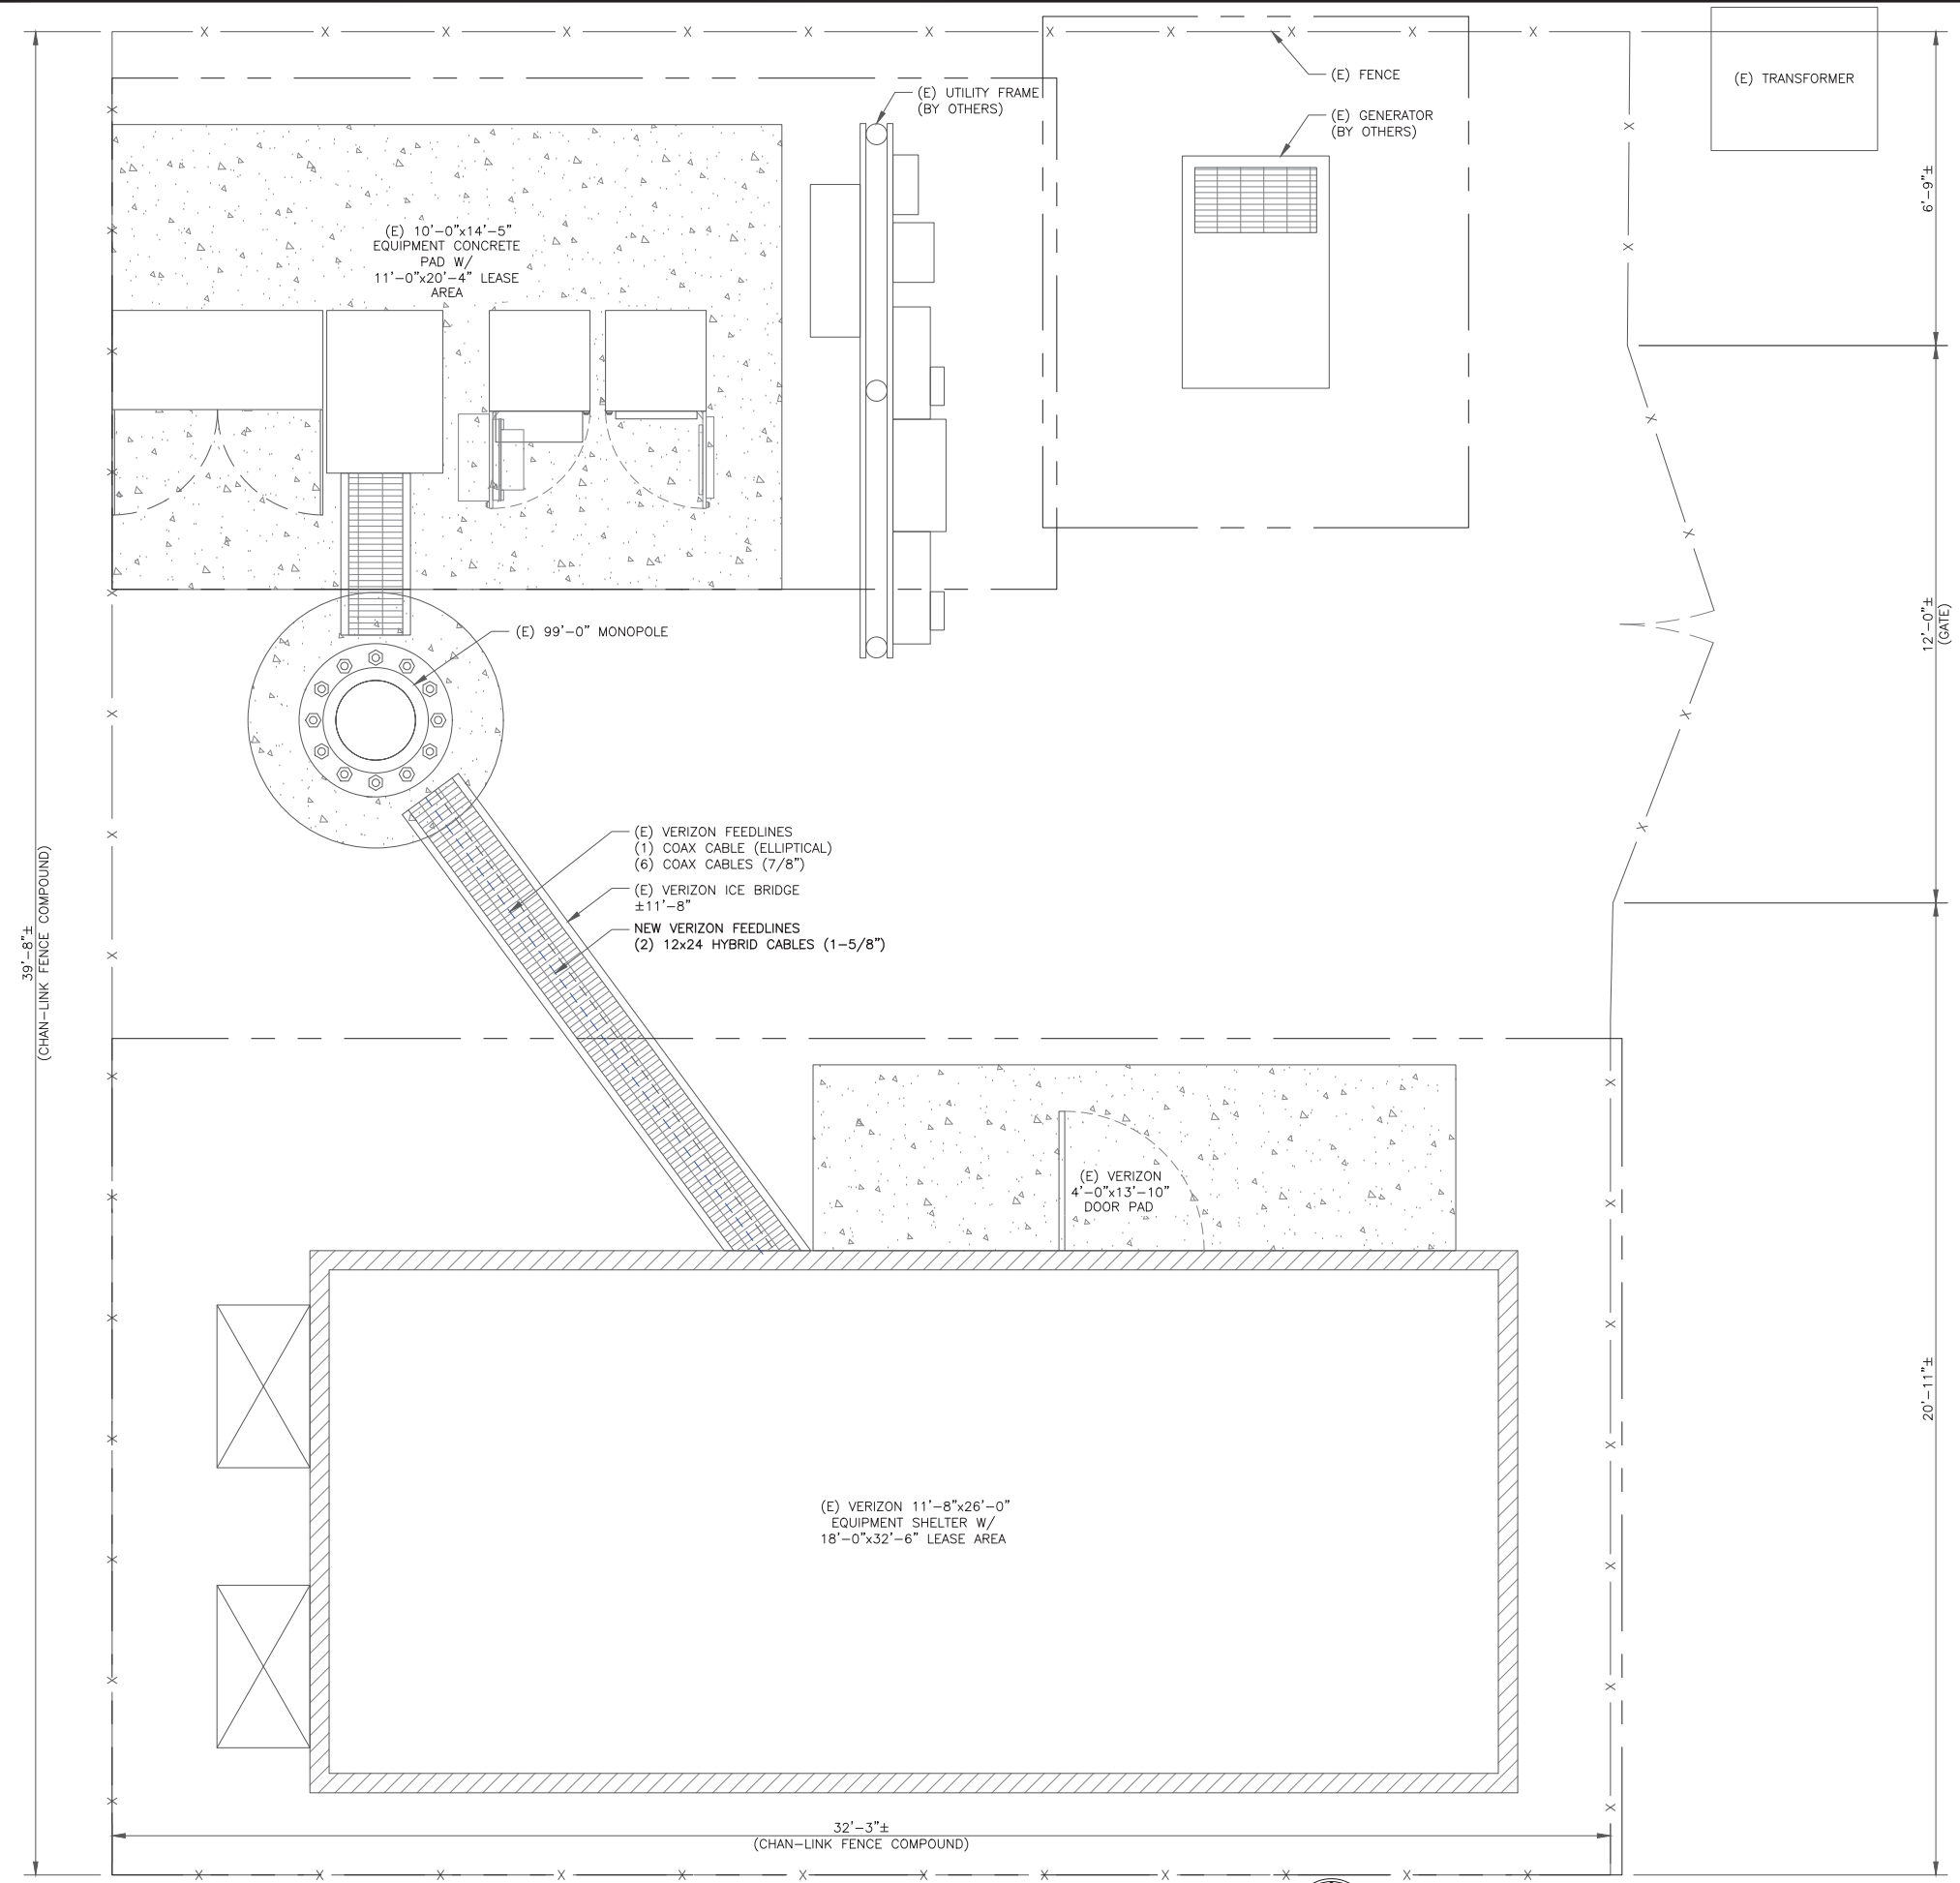 (E) FENCE
(E) TRANSFORMER
(E) UTILITY FRAME
(BY OTHERS)
(E) GENERATOR
(BY OTHERS)
6'-9"±
(E) 10'-0"x14'-5"
EQUIPMENT CONCRETE
PAD W/
11'-0"x20'-4" LEASE
AREA
(E) 99'-0" MONOPOLE
12'-0"±
(GATE)
(E) VERIZON FEEDLINES
(1) COAX CABLE (ELLIPTICAL)
(6) COAX CABLES (7/8")
(E) VERIZON ICE BRIDGE
±11'-8"
NEW VERIZON FEEDLINES
(2) 12x24 HYBRID CABLES (1-5/8")
39'-8"±
(CHAN-LINK FENCE COMPOUND)
(E) VERIZON
4'-0"x13'-10"
DOOR PAD
20'-11"±
(E) VERIZON 11'-8"x26'-0"
EQUIPMENT SHELTER W/
18'-0"x32'-6" LEASE AREA
32'-3"±
(CHAN-LINK FENCE COMPOUND)